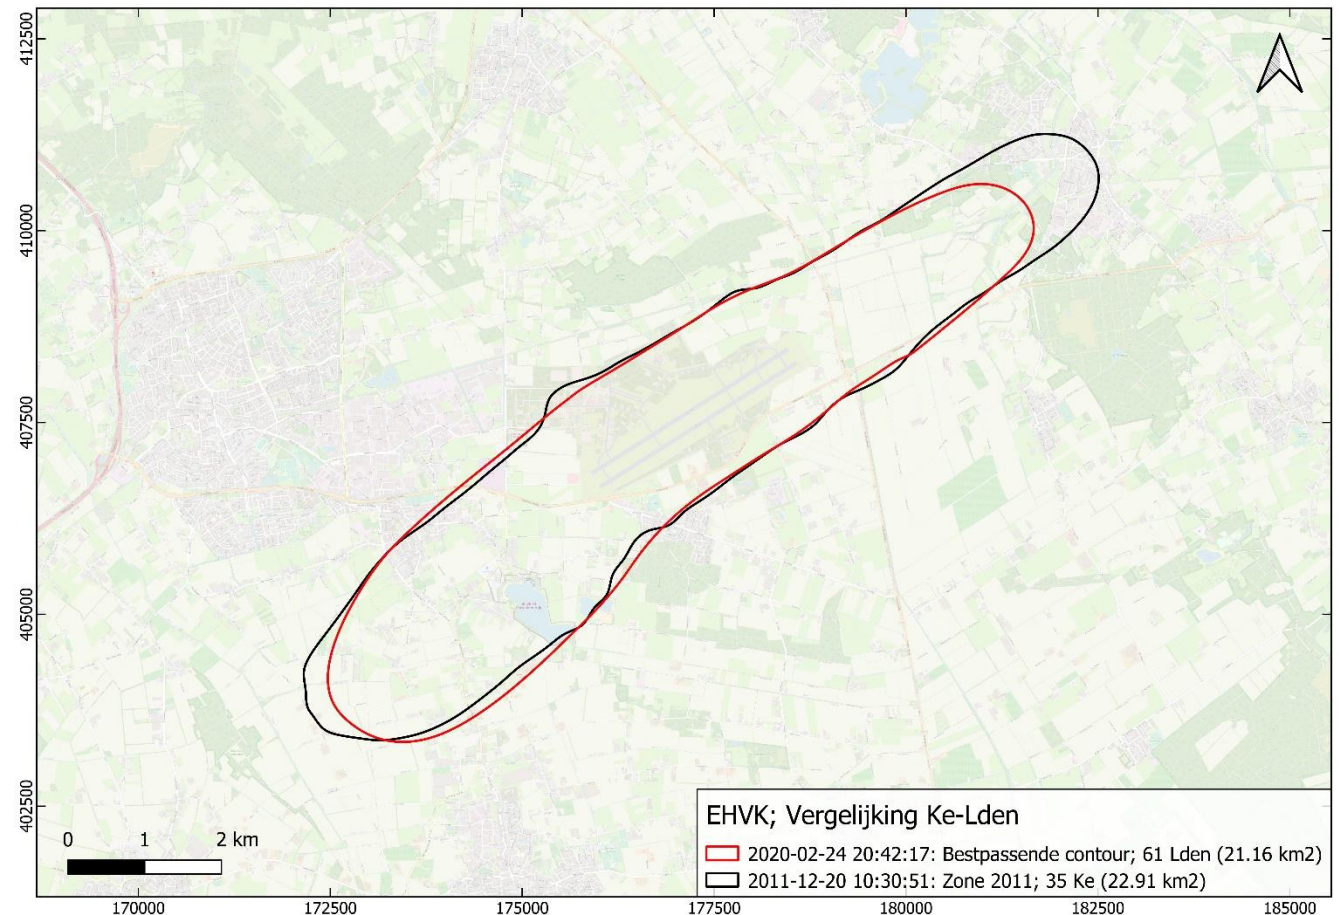 412500
410000
407500
405000
402500
0 1 2 km
EHVK; Vergelijking Ke-Lden
2020-02-24 20:42:17: Bestpassende contour; 61 Lden (21.16 km2)
2011-12-20 10:30:51: Zone 2011; 35 Ke (22.91 km2)
170000 172500 175000 177500 180000 182500 185000